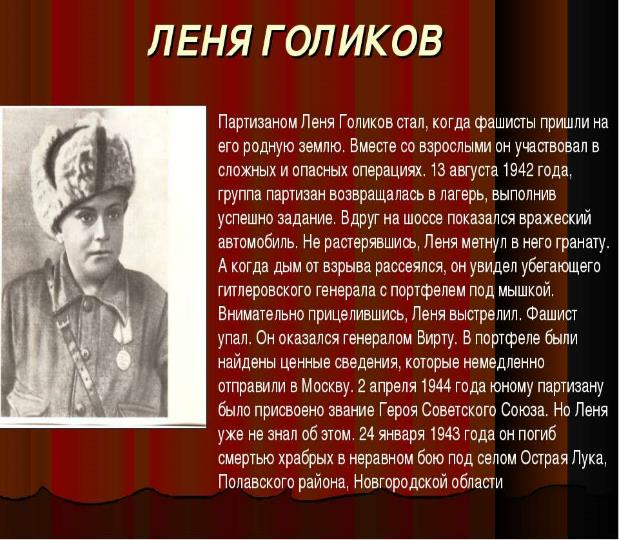 ЛЕНЯ ГОЛИКОВ
Партизаном Леня Голиков стал, когда фашисты пришли на
его родную землю. Вместе со взрослыми он участвовал в
сложных и опасных операциях. 13 августа 1942 года,
группа партизан возвращалась в лагерь, выполнив
успешно задание. Вдруг на шоссе показался вражеский
автомобиль. Не растерявшись, Леня метнул в него гранату.
А когда дым от взрыва рассеялся, он увидел убегающего
гитлеровского генерала с портфелем под мышкой.
Внимательно прицелившись, Леня выстрелил. Фашист
упал. Он оказался генералом Вирту. В портфеле были
найдены ценные сведения, которые немедленно
отправили в Москву. 2 апреля 1944 года юному партизану
было присвоено звание Героя Советского Союза. Но Леня
уже не знал об этом. 24 января 1943 года он погиб
смертью храбрых в неравном бою под селом Острая Лука,
Полавского района, Новгородской области